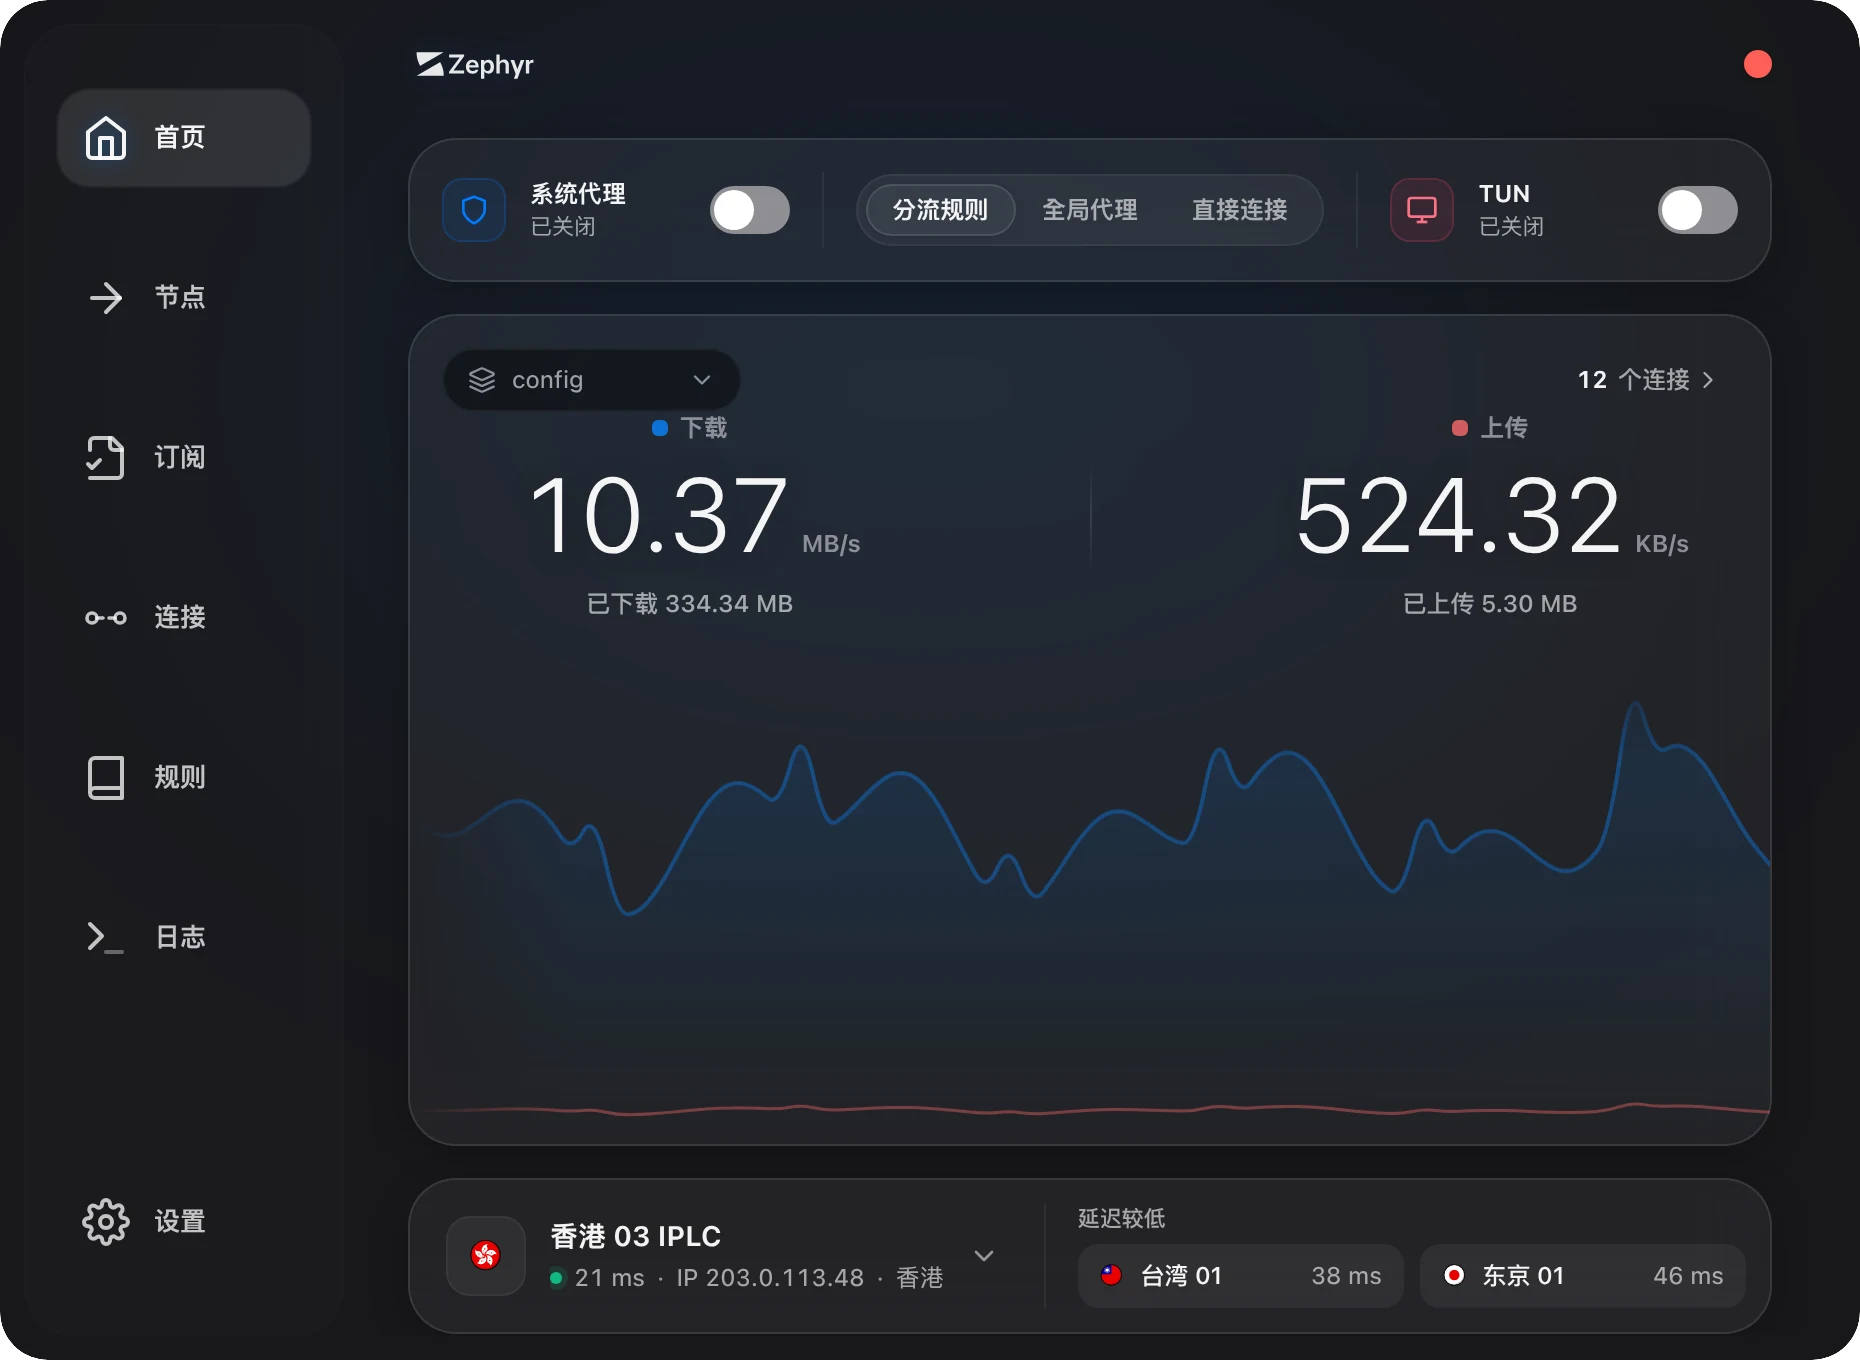 Zephyr
首页
节点
订阅
连接
规则
日志
设置
系统代理
已关闭
分流规则 全局代理 直接连接
TUN
已关闭
config
12 个连接
下载
10.37 MB/s
已下载 334.34 MB
上传
524.32 KB/s
已上传 5.30 MB
香港 03 IPLC
21 ms · IP 203.0.113.48 · 香港
延迟较低
台湾 01 38 ms
东京 01 46 ms